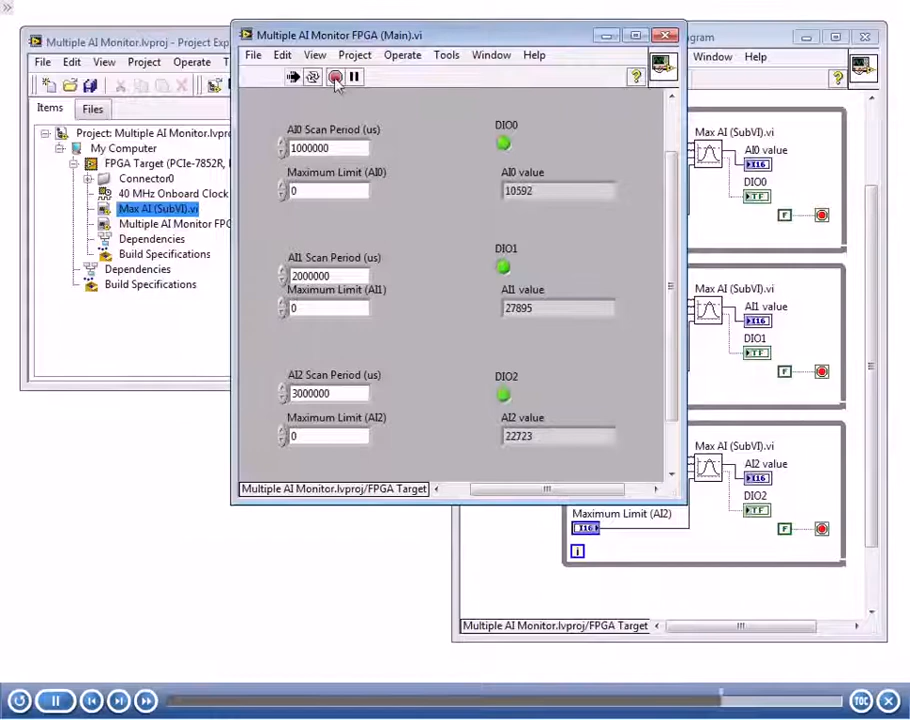 Multiple AI Monitor.lvproj - Project Exp
File Edit View Project Operate
Items Files
Project: Multiple AI Monitor.lvpro
My Computer
FPGA Target (PCIe-7852R,
Connector0
40 MHz Onboard Clock
Max AI (SubVI).vi
Multiple AI Monitor FPG
Dependencies
Build Specifications
Dependencies
Build Specifications
Multiple AI Monitor FPGA (Main).vi
File Edit View Project Operate Tools Window Help
?
AI0 Scan Period (us)
1000000
Maximum Limit (AI0)
0
DIO0
AI0 value
10592
AI1 Scan Period (us)
2000000
Maximum Limit (AI1)
0
DIO1
AI1 value
27895
AI2 Scan Period (us)
3000000
Maximum Limit (AI2)
0
DIO2
AI2 value
22723
Multiple AI Monitor.lvproj/FPGA Target
agram
Window Help
?
Max AI (SubVI).vi
AI0 value
I16
DIO0
TF
F
Max AI (SubVI).vi
AI1 value
I16
DIO1
TF
F
Max AI (SubVI).vi
AI2 value
I16
DIO2
TF
F
Maximum Limit (AI2)
I16
i
Multiple AI Monitor.lvproj/FPGA Target
TOC